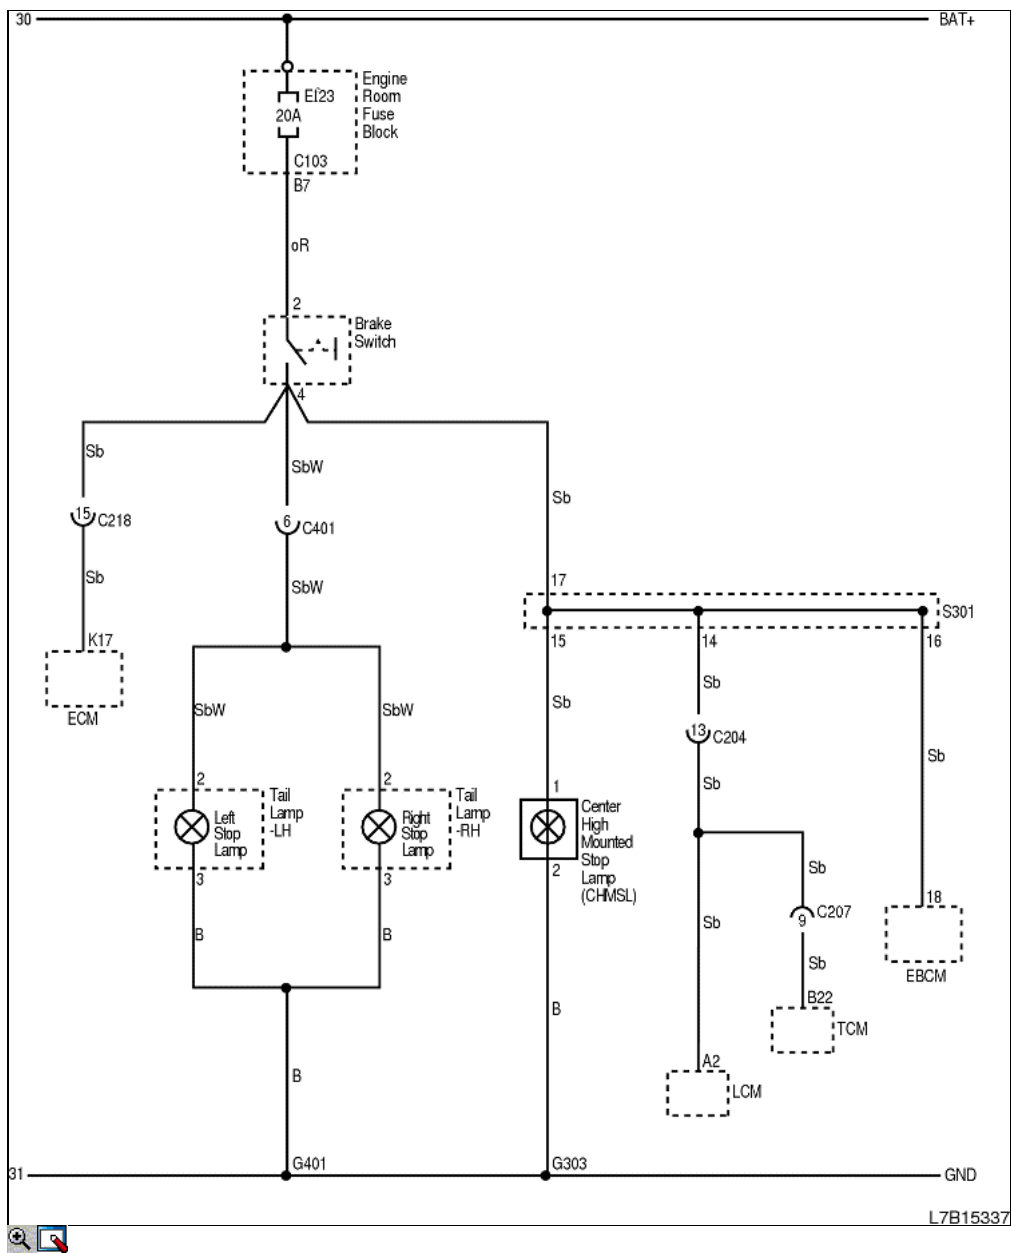 30
BAT+
Engine
Room
Fuse
Block
20A
C103
B7
oR
2
Brake
Switch
4
Sb
SbW
Sb
15
C218
6
C401
Sb
SbW
17
S301
K17
15
14
16
ECM
SbW
SbW
Sb
Sb
13
C204
Sb
Sb
2
2
1
Tail
Lamp
-LH
Left
Stop
Lamp
Tail
Lamp
-RH
Right
Stop
Lamp
Center
High
Mounted
Stop
Lamp
(CHMSL)
3
3
2
Sb
18
9
C207
B
B
Sb
Sb
EBCM
B
B22
TCM
B
A2
LCM
G401
G303
31
GND
L7B15337